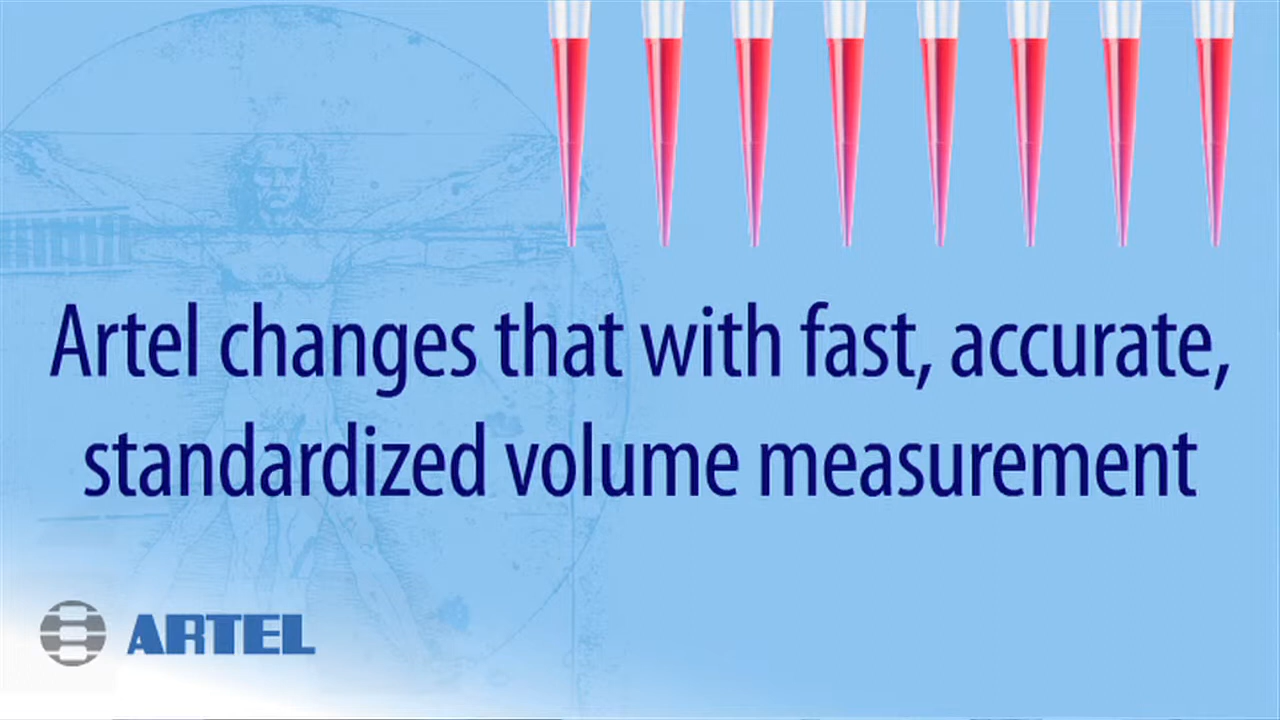 Artel changes that with fast, accurate,
standardized volume measurement
ARTEL